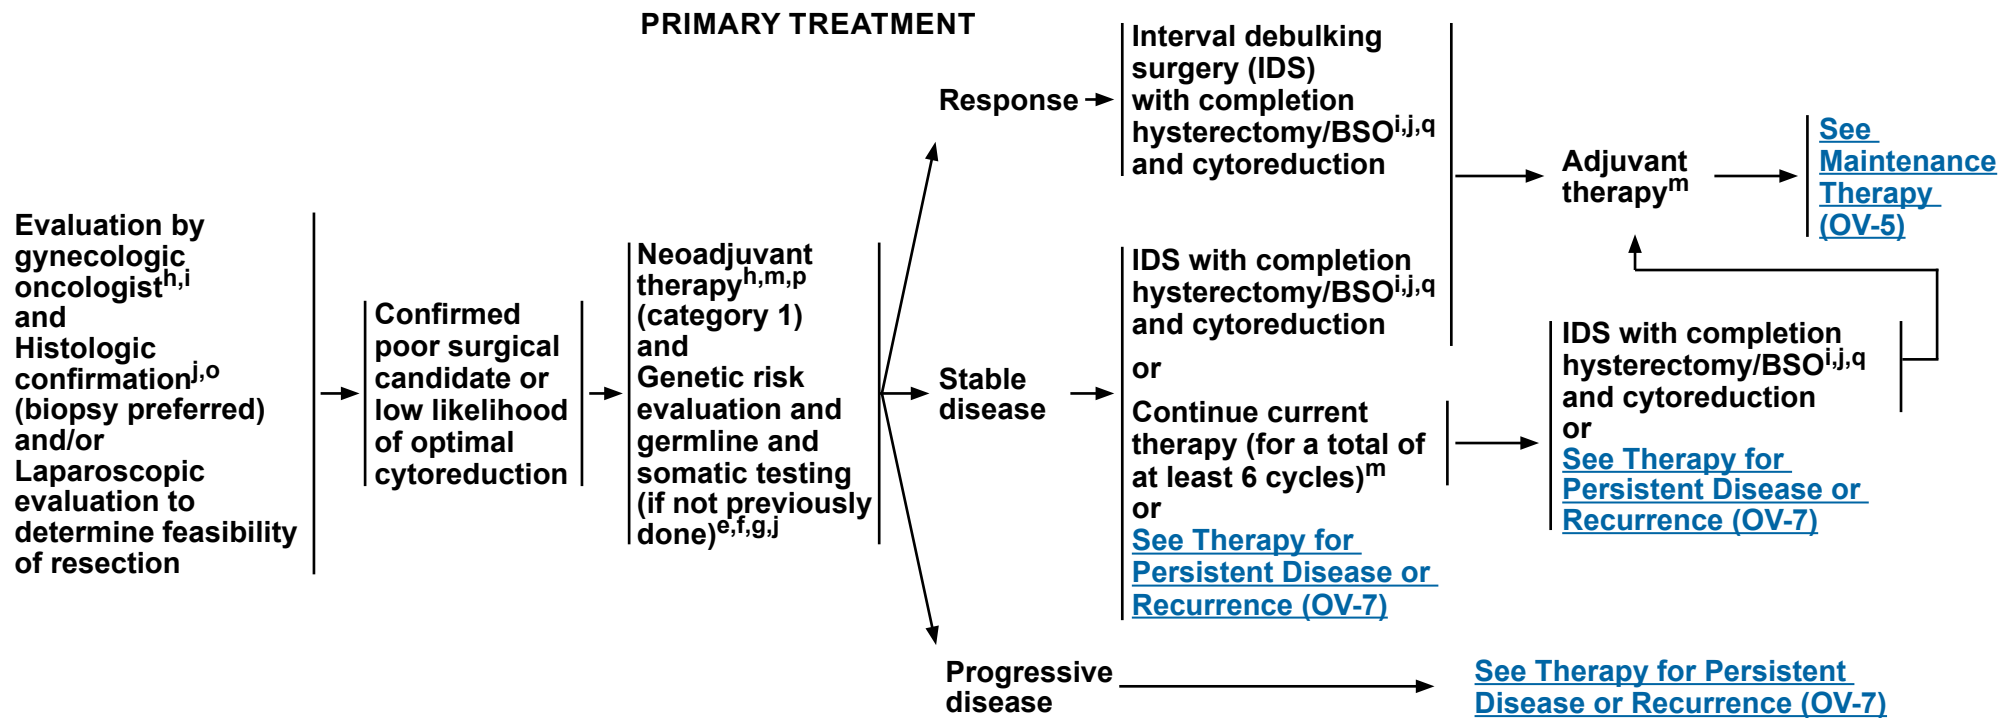 PRIMARY TREATMENT
Evaluation by
gynecologic
oncologisth,i
and
Histologic
confirmationj,o
(biopsy preferred)
and/or
Laparoscopic
evaluation to
determine feasibility
of resection
Confirmed
poor surgical
candidate or
low likelihood
of optimal
cytoreduction
Neoadjuvant
therapyh,m,p
(category 1)
and
Genetic risk
evaluation and
germline and
somatic testing
(if not previously
done)e,f,g,j
Response
Interval debulking
surgery (IDS)
with completion
hysterectomy/BSOi,j,q
and cytoreduction
Stable
disease
IDS with completion
hysterectomy/BSOi,j,q
and cytoreduction
or
Continue current
therapy (for a total of
at least 6 cycles)m
or
See Therapy for
Persistent Disease or
Recurrence (OV-7)
Adjuvant
therapym
See
Maintenance
Therapy
(OV-5)
IDS with completion
hysterectomy/BSOi,j,q
and cytoreduction
or
See Therapy for
Persistent Disease or
Recurrence (OV-7)
Progressive
disease
See Therapy for Persistent
Disease or Recurrence (OV-7)